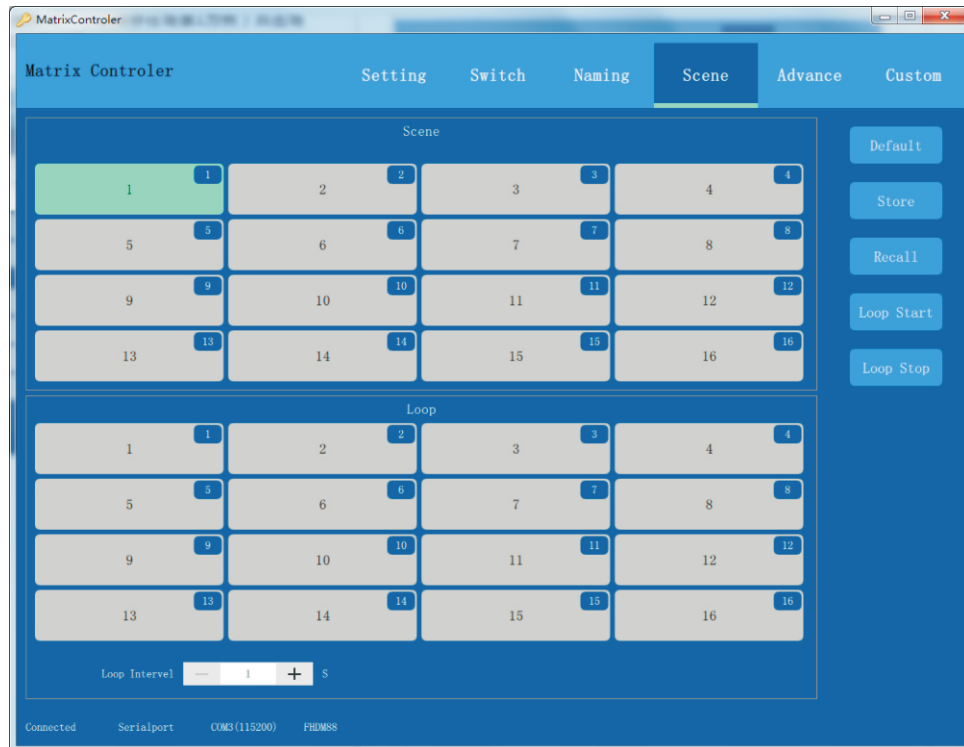 MatrixControler
Matrix Controler Setting Switch Naming Scene Advance Custom
Scene
1 1 2 2 3 3 4 4
5 5 6 6 7 7 8 8
9 9 10 10 11 11 12 12
13 13 14 14 15 15 16 16
Default
Store
Recall
Loop Start
Loop Stop
Loop
1 1 2 2 3 3 4 4
5 5 6 6 7 7 8 8
9 9 10 10 11 11 12 12
13 13 14 14 15 15 16 16
Loop Intervel — 1 + S
Connected Serialport COM3(115200) FHDM88